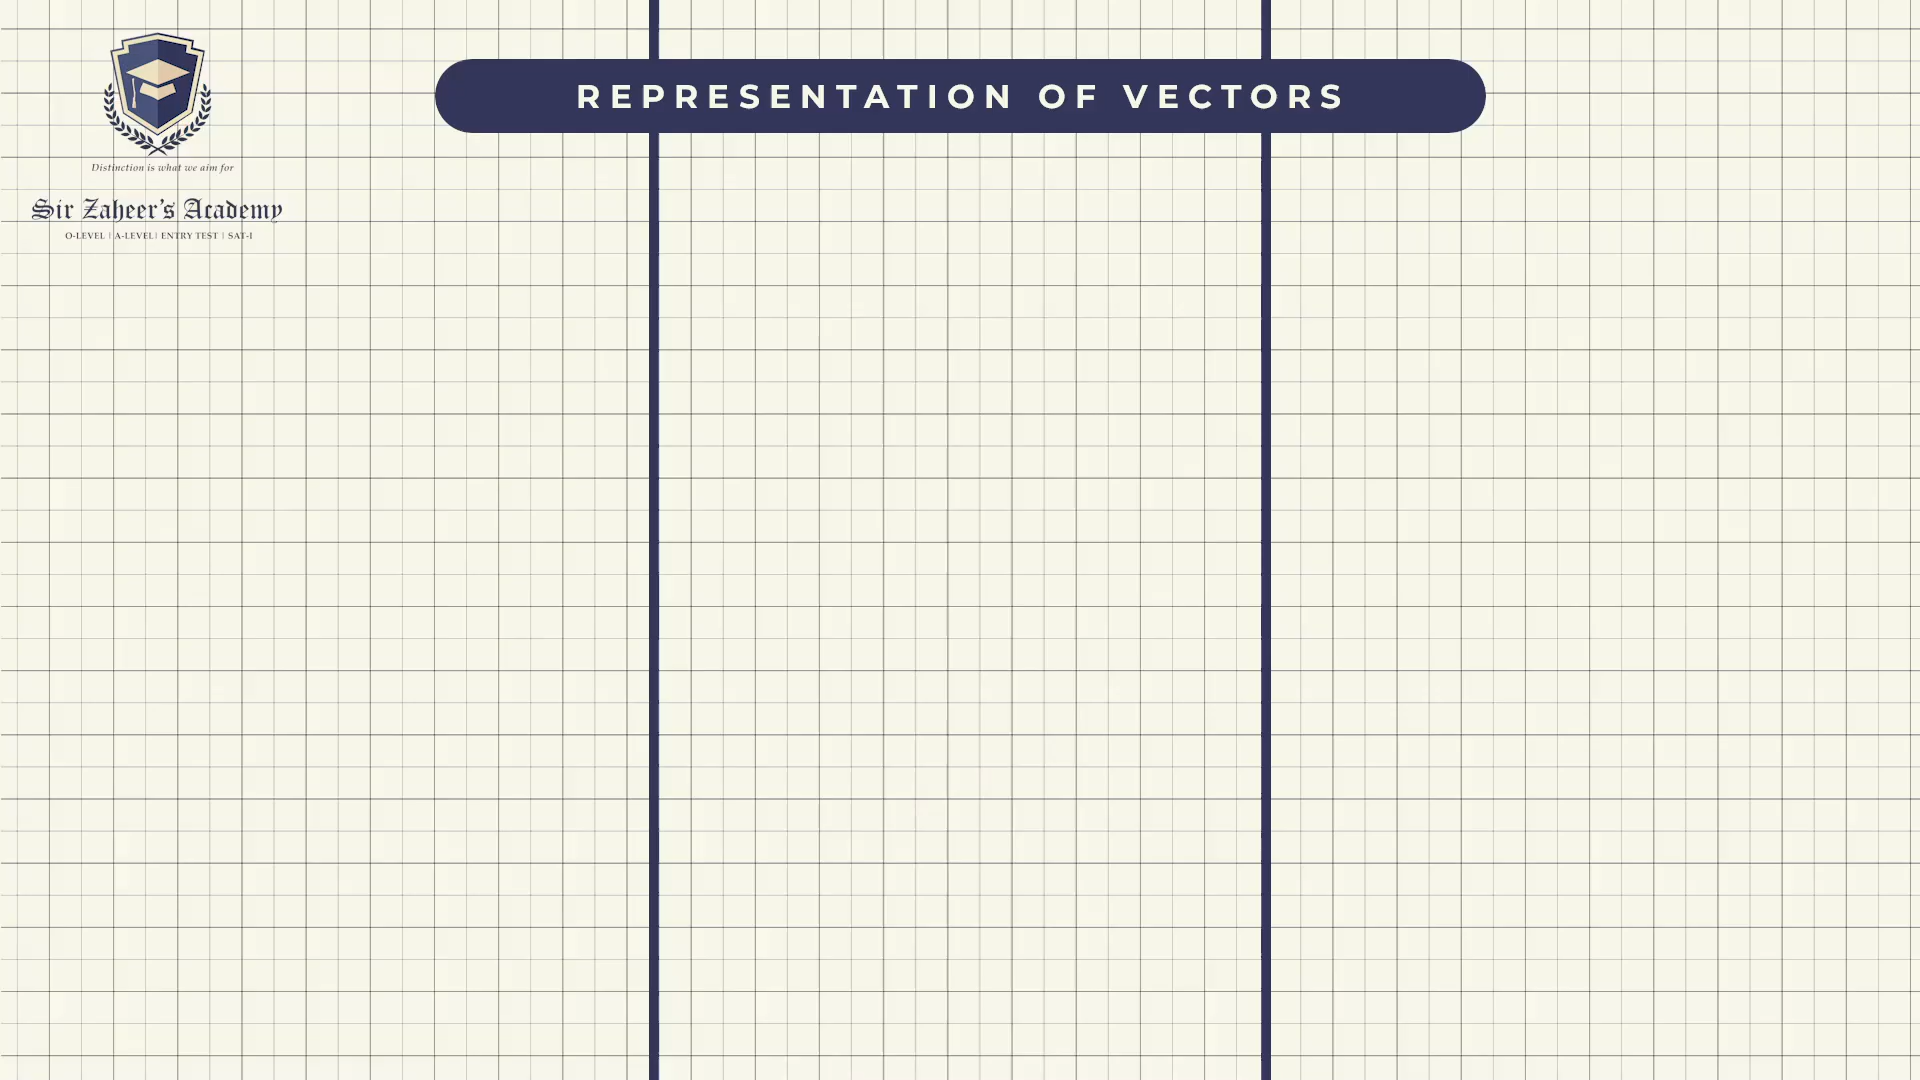 REPRESENTATION OF VECTORS
Distinction is what we aim for
Sir Zaheer's Academy
O-LEVEL | A-LEVEL | ENTRY TEST | SAT-I